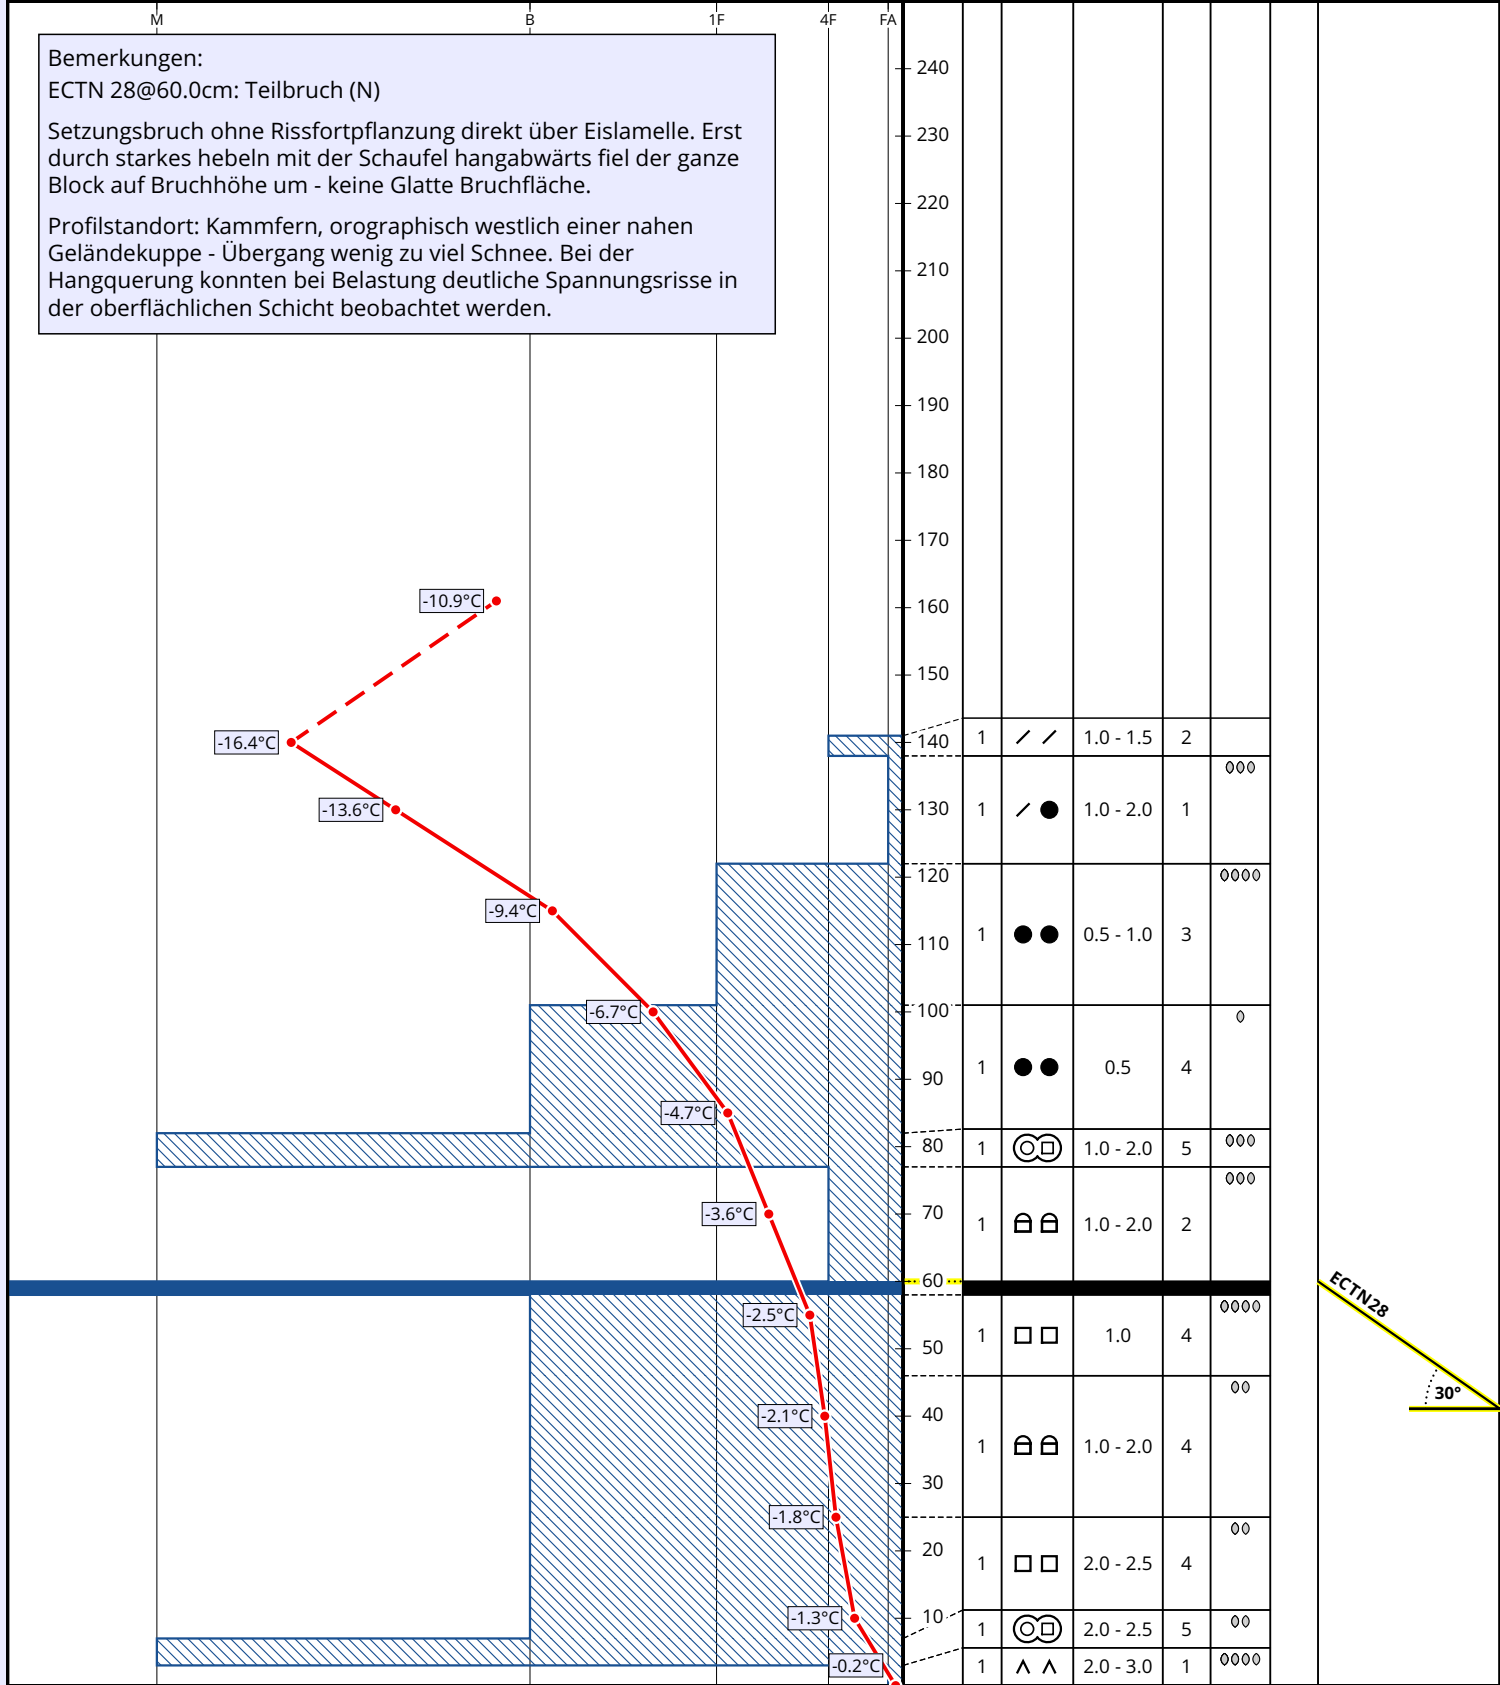 M B 1F 4F FA
Bemerkungen:
ECTN 28@60.0cm: Teilbruch (N)
Setzungsbruch ohne Rissfortpflanzung direkt über Eislamelle. Erst
durch starkes hebeln mit der Schaufel hangabwärts fiel der ganze
Block auf Bruchhöhe um - keine Glatte Bruchfläche.
Profilstandort: Kammfern, orographisch westlich einer nahen
Geländekuppe - Übergang wenig zu viel Schnee. Bei der
Hangquerung konnten bei Belastung deutliche Spannungsrisse in
der oberflächlichen Schicht beobachtet werden.
240
230
220
210
200
190
180
170
-10.9°C 160
150
-16.4°C 140 1 1.0 - 1.5 2
-13.6°C 130 1 1.0 - 2.0 1
120
-9.4°C
110 1 0.5 - 1.0 3
-6.7°C 100
90 1 0.5 4
-4.7°C
80 1 1.0 - 2.0 5
-3.6°C 70 1 1.0 - 2.0 2
60 ECTN28
-2.5°C
50 1 1.0 4
30°
-2.1°C 40
1 1.0 - 2.0 4
30
-1.8°C
20 1 2.0 - 2.5 4
-1.3°C 10 1 2.0 - 2.5 5
-0.2°C 1 2.0 - 3.0 1